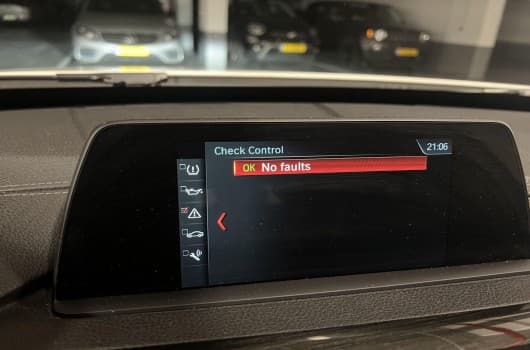 Check Control
21:06
OK No faults